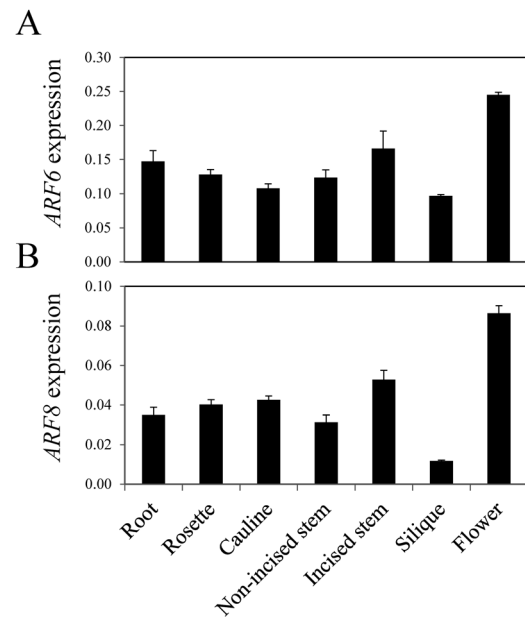 A
0.30
0.25
0.20
0.15
0.10
0.05
0.00
ARF6 expression
B
0.10
0.08
0.06
0.04
0.02
0.00
ARF8 expression
Root
Rosette
Cauline
Non-incised stem
Incised stem
Silique
Flower